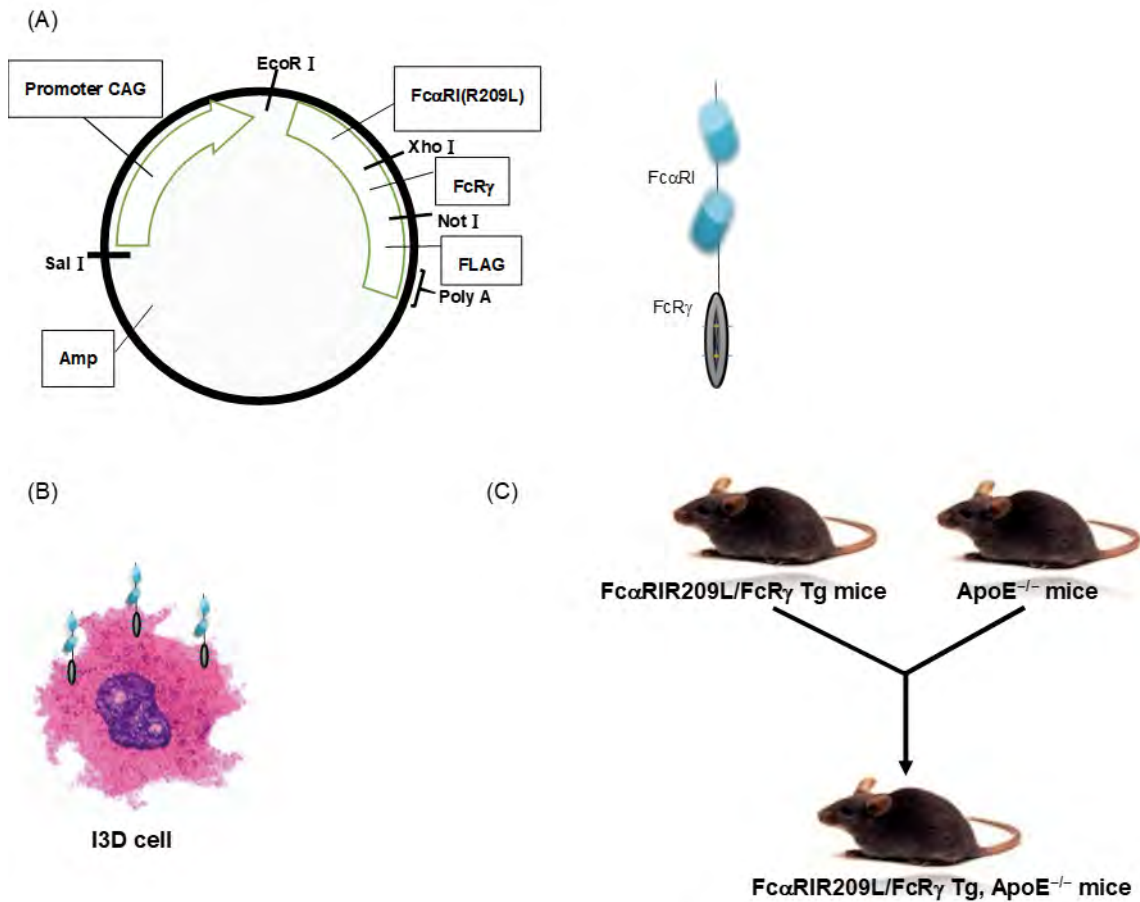 (A)
EcoR I
Promoter CAG
FcαRI(R209L)
Xho I
FcRγ
Not I
Sal I
FLAG
Poly A
Amp
FcαRI
FcRγ
(B)
I3D cell
(C)
FcαRIR209L/FcRγ Tg mice
ApoE−/− mice
FcαRIR209L/FcRγ Tg, ApoE−/− mice